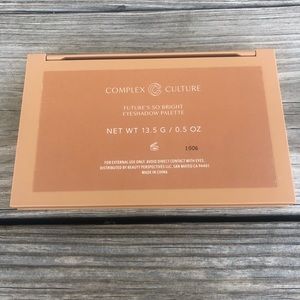 COMPLEX CULTURE
FUTURE'S SO BRIGHT
EYESHADOW PALETTE
NET WT 13.5 G / 0.5 OZ
1006
FOR EXTERNAL USE ONLY. AVOID DIRECT CONTACT WITH EYES.
DISTRIBUTED BY BEAUTY PERSPECTIVES LLC, SAN MATEO CA 94401
MADE IN CHINA